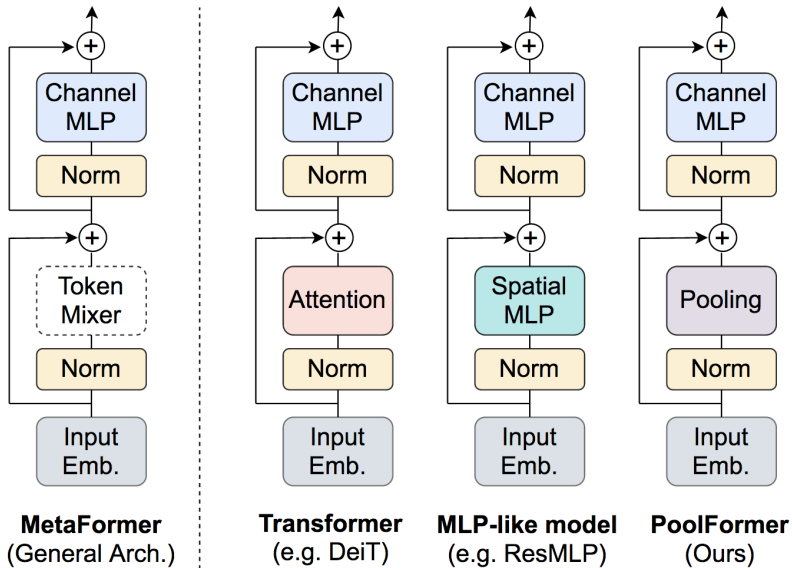 +
Channel
MLP
Norm
+
Token
Mixer
Norm
Input
Emb.
MetaFormer
(General Arch.)
+
Channel
MLP
Norm
+
Attention
Norm
Input
Emb.
Transformer
(e.g. DeiT)
+
Channel
MLP
Norm
+
Spatial
MLP
Norm
Input
Emb.
MLP-like model
(e.g. ResMLP)
+
Channel
MLP
Norm
+
Pooling
Norm
Input
Emb.
PoolFormer
(Ours)